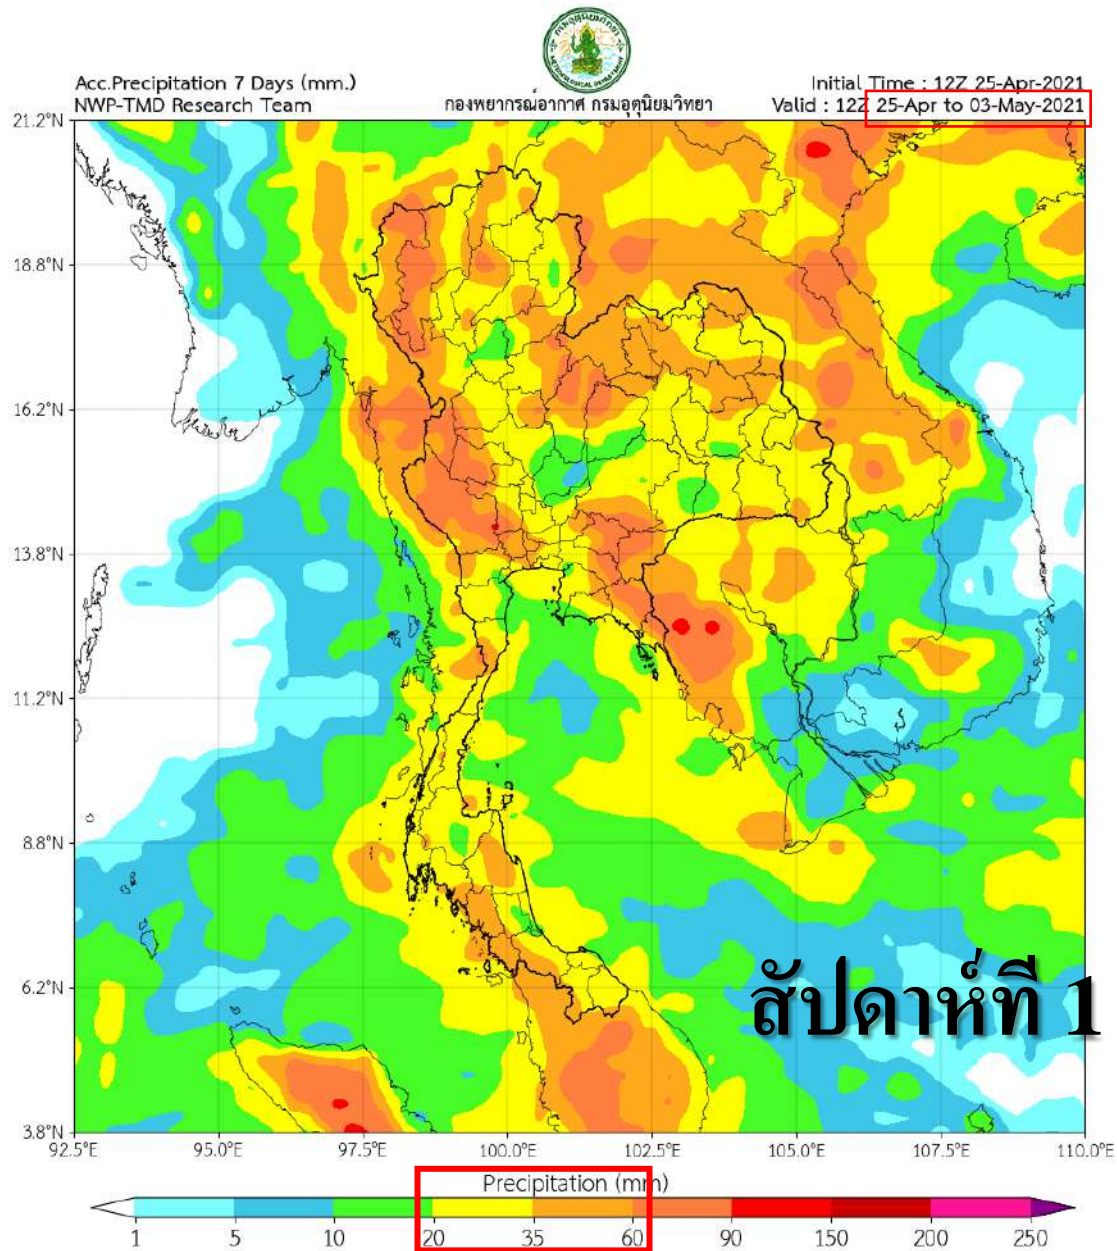 Acc.Precipitation 7 Days (mm.)
Initial Time : 12Z 25-Apr-2021
NWP-TMD Research Team
กองพยากรณ์อากาศ กรมอุตุนิยมวิทยา
Valid : 12Z 25-Apr to 03-May-2021
21.2°N
18.8°N
16.2°N
13.8°N
11.2°N
8.8°N
6.2°N
3.8°N
สัปดาห์ที่ 1
92.5°E 95.0°E 97.5°E 100.0°E 102.5°E 105.0°E 107.5°E 110.0°E
Precipitation (mm)
1 5 10 20 35 60 90 150 200 250